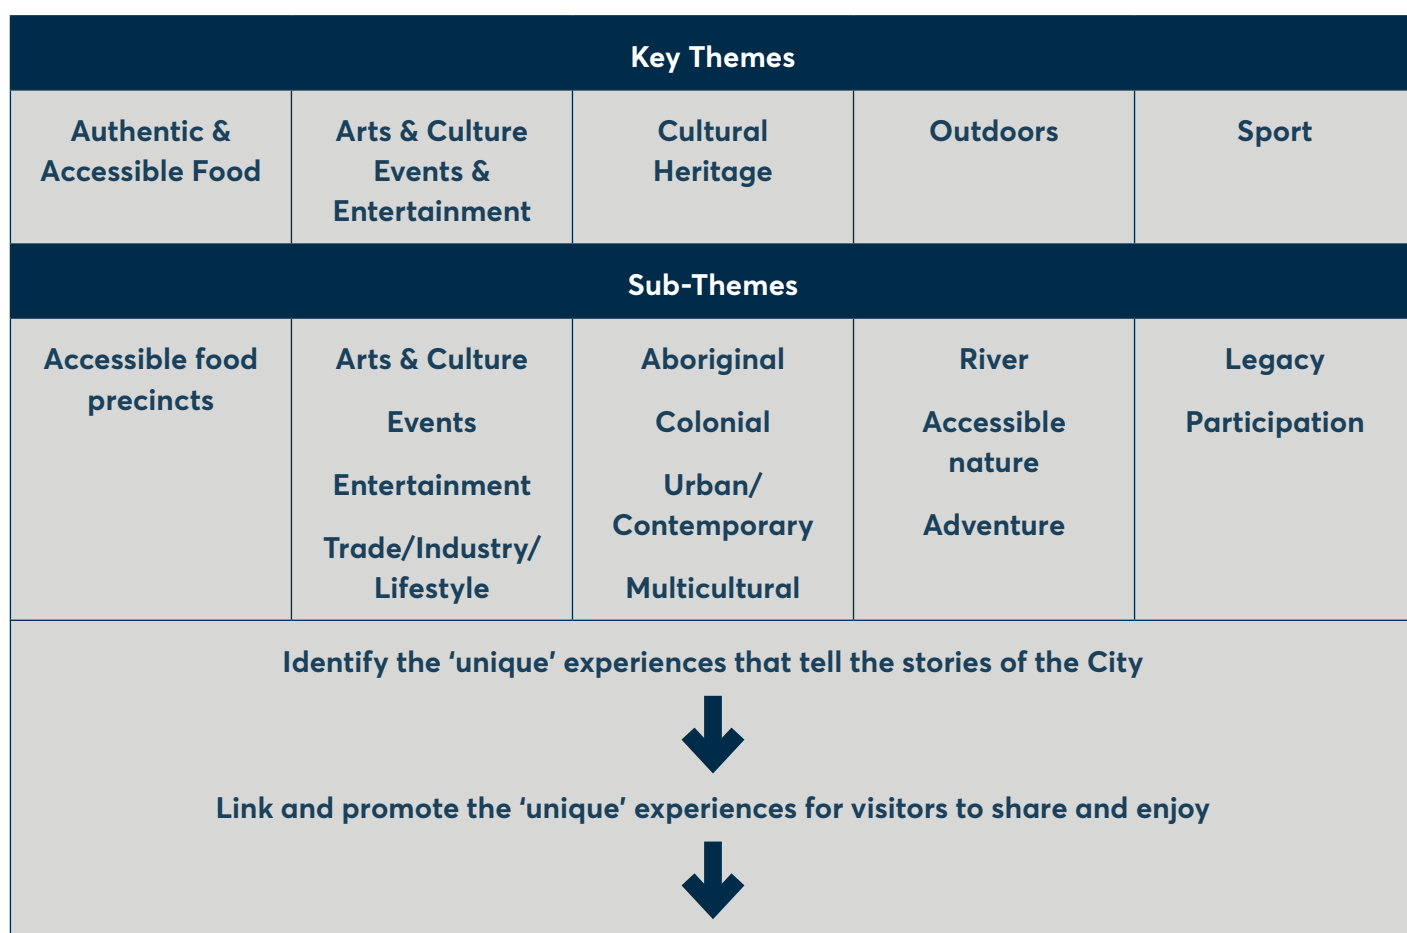 Key Themes
Authentic &
Accessible Food
Arts & Culture
Events &
Entertainment
Cultural
Heritage
Outdoors
Sport
Sub-Themes
Accessible food
precincts
Arts & Culture
Events
Entertainment
Trade/Industry/
Lifestyle
Aboriginal
Colonial
Urban/
Contemporary
Multicultural
River
Accessible
nature
Adventure
Legacy
Participation
Identify the ‘unique’ experiences that tell the stories of the City
Link and promote the ‘unique’ experiences for visitors to share and enjoy